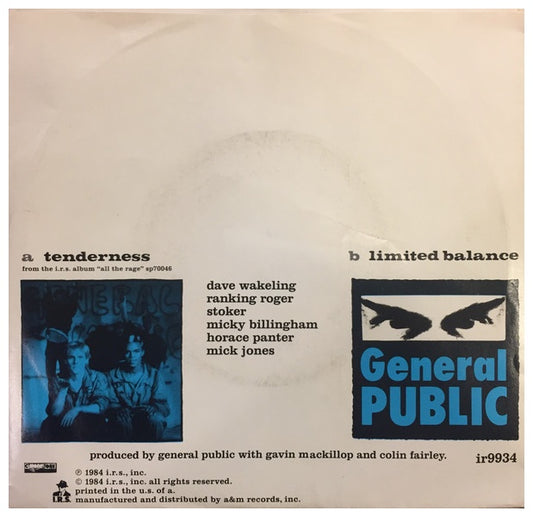 a tenderness
from the i.r.s. album "all the rage" sp70046
b limited balance
dave wakeling
ranking roger
stoker
micky billingham
horace panter
mick jones
General
PUBLIC
produced by general public with gavin mackillop and colin fairley.
ir9934
℗ 1984 i.r.s., inc.
© 1984 i.r.s., inc. all rights reserved.
printed in the u.s. of a.
manufactured and distributed by a&m records, inc.
I.R.S.